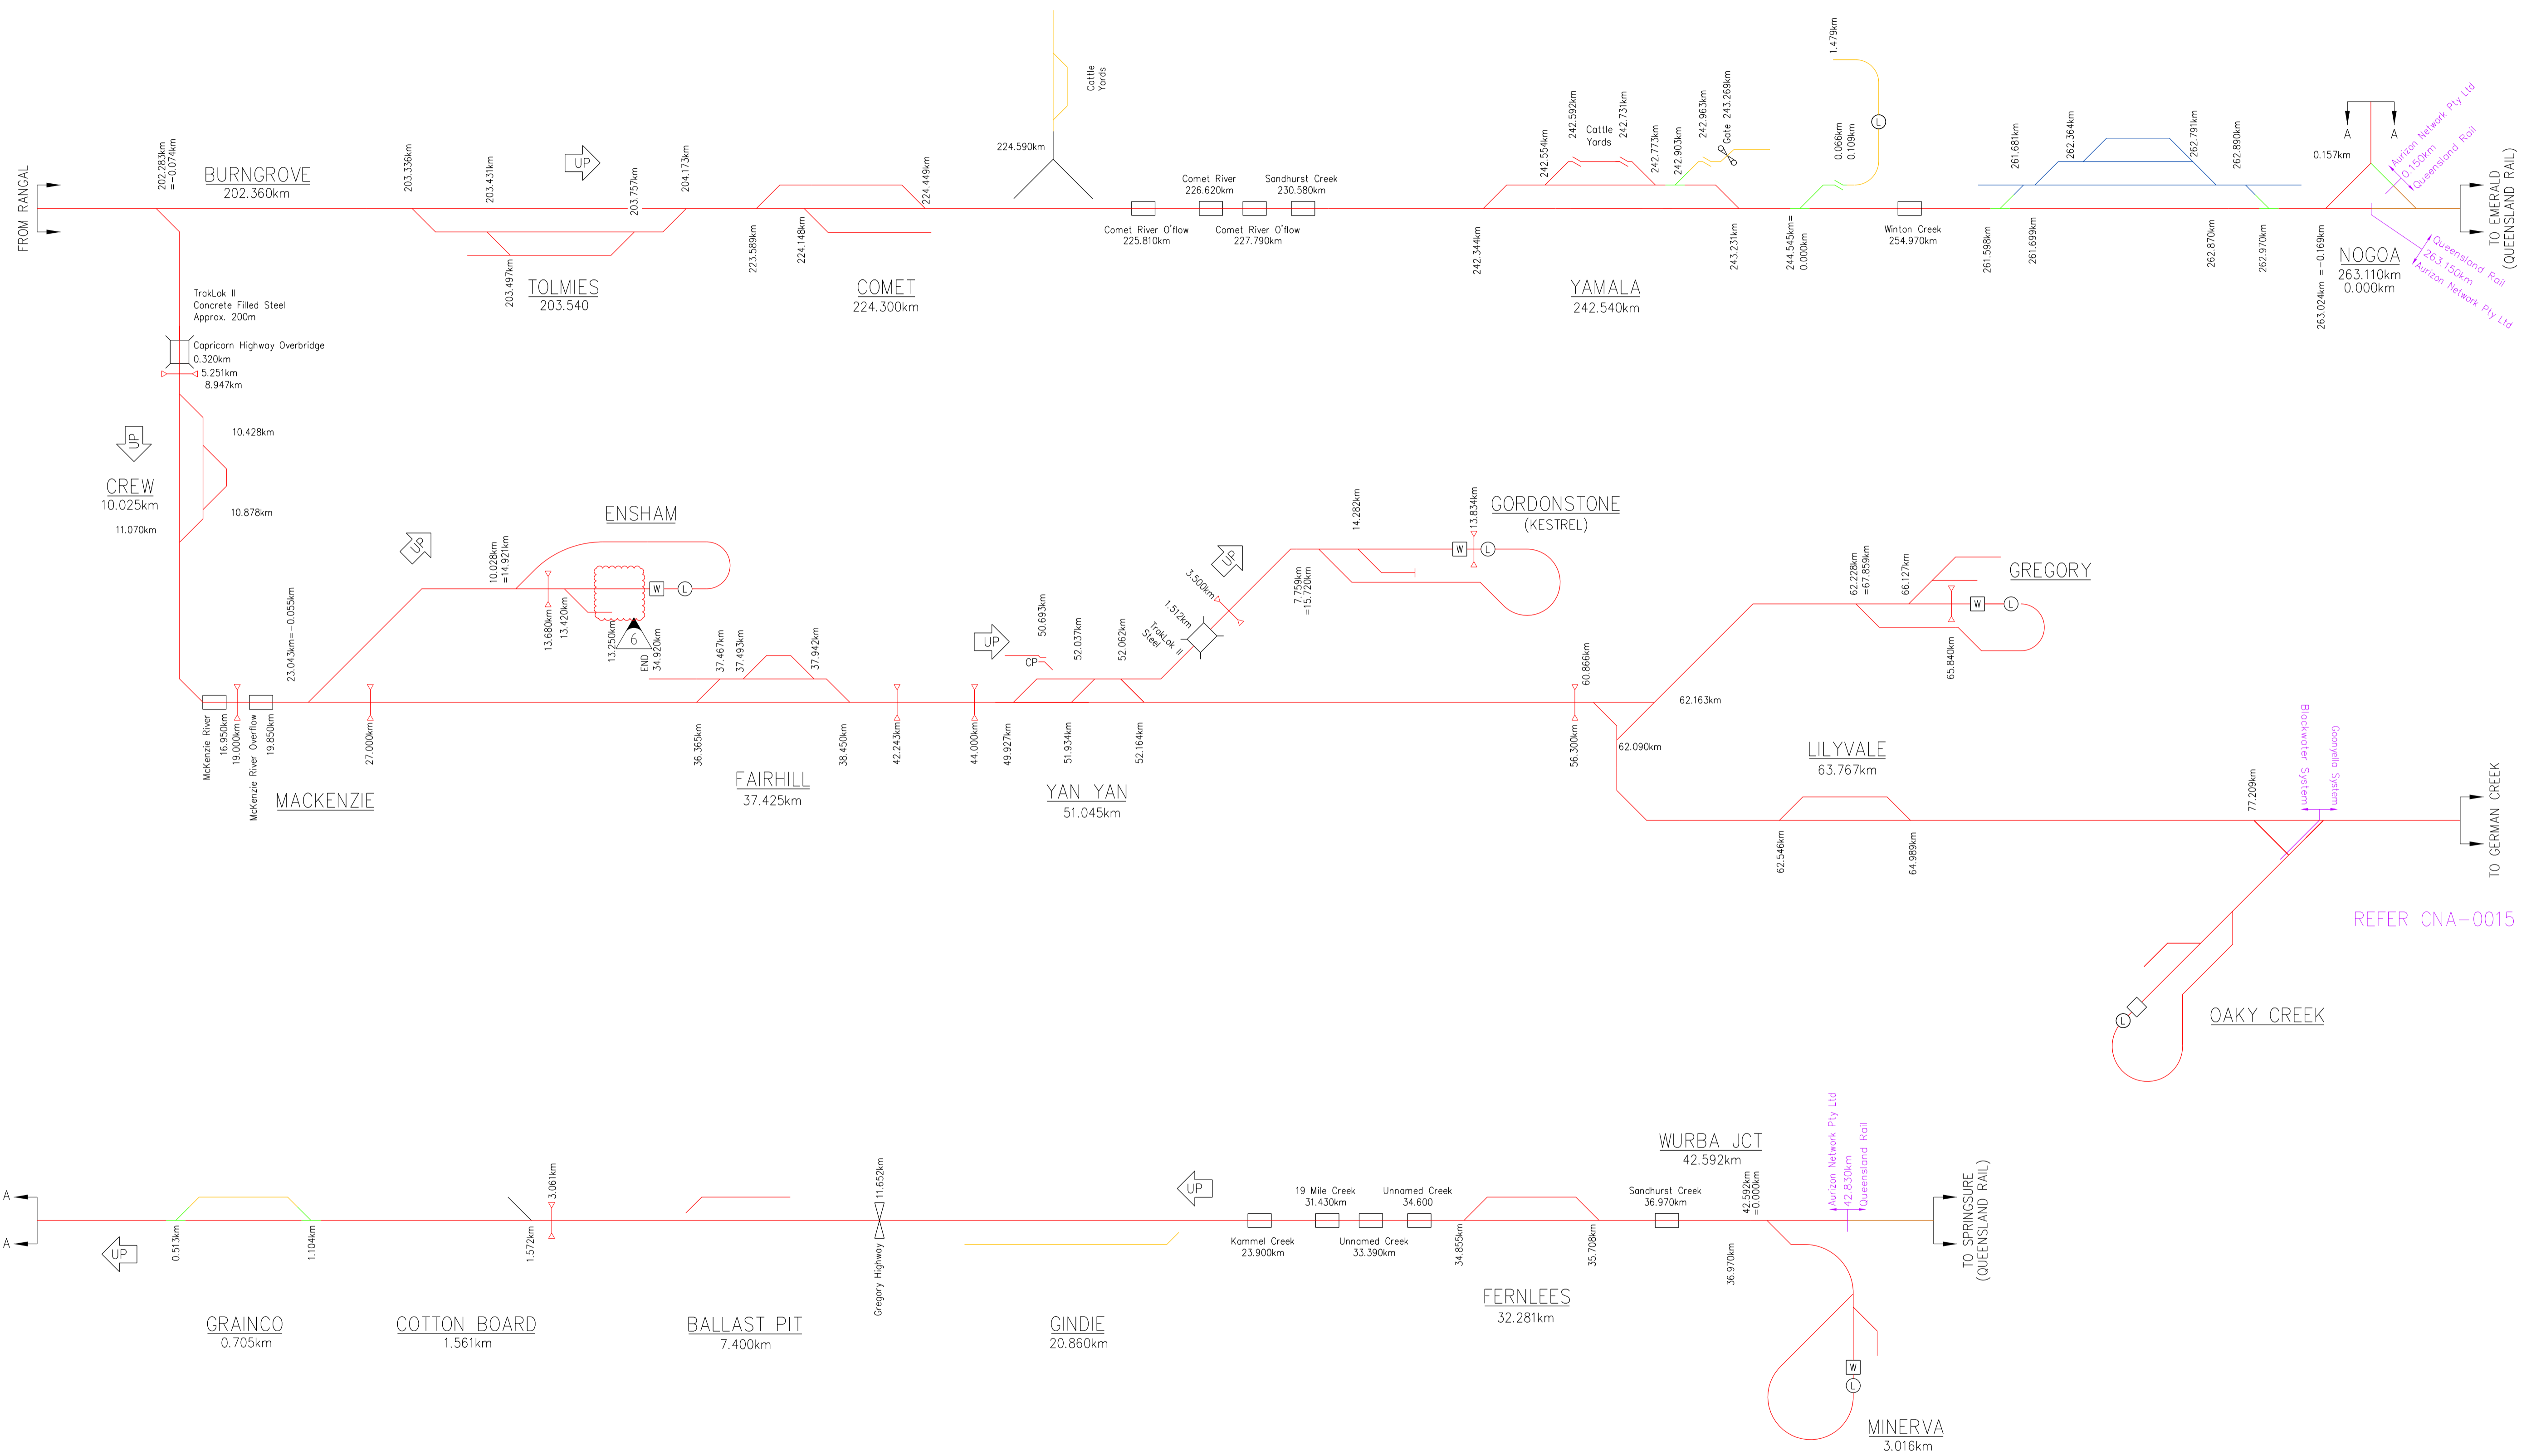 FROM RANGAL
202.283km
=-0.074km
BURNGROVE
202.360km
203.336km
203.431km
203.497km
203.757km
204.173km
UP
TOLMIES
203.540
223.589km
224.148km
224.449km
COMET
224.300km
224.590km
Cattle
Yards
Comet River O'flow
225.810km
Comet River
226.620km
Comet River O'flow
227.790km
Sandhurst Creek
230.580km
242.344km
242.554km
242.592km
Cattle
Yards
242.731km
242.773km
242.903km
242.963km
Gate 243.269km
243.231km
YAMALA
242.540km
244.545km=
0.000km
0.066km
0.109km
1.479km
L
Winton Creek
254.970km
261.598km
261.681km
261.699km
262.364km
262.791km
262.870km
262.890km
262.970km
263.024km =-0.169km
0.157km
A
A
Aurizon Network Pty Ltd
0.150km
Queensland Rail
NOGOA
263.110km
0.000km
Queensland Rail
263.150km
Aurizon Network Pty Ltd
TO EMERALD
(QUEENSLAND RAIL)
TrakLok II
Concrete Filled Steel
Approx. 200m
Capricorn Highway Overbridge
0.320km
5.251km
8.947km
UP
10.428km
CREW
10.025km
10.878km
11.070km
McKenzie River
16.950km
19.000km
McKenzie River Overflow
19.850km
23.043km=-0.055km
MACKENZIE
27.000km
UP
ENSHAM
10.028km
=14.921km
13.680km
13.420km
13.250km
W
L
6
END
34.920km
36.365km
37.467km
37.493km
37.942km
38.450km
FAIRHILL
37.425km
42.243km
44.000km
UP
CP
49.927km
50.693km
51.934km
52.037km
52.062km
52.164km
YAN YAN
51.045km
TrakLok II
Steel
1.512km
3.500km
UP
7.759km
=15.720km
14.282km
W
13.834km
L
GORDONSTONE
(KESTREL)
56.300km
60.866km
62.090km
62.163km
62.228km
=67.859km
66.127km
65.840km
W
L
GREGORY
LILYVALE
63.767km
62.546km
64.989km
77.209km
Blackwater System
Goonyella System
TO GERMAN CREEK
REFER CNA-0015
L
OAKY CREEK
A
A
UP
0.513km
1.104km
GRAINCO
0.705km
1.572km
3.061km
COTTON BOARD
1.561km
BALLAST PIT
7.400km
Gregory Highway
11.652km
GINDIE
20.860km
UP
Kammel Creek
23.900km
19 Mile Creek
31.430km
Unnamed Creek
33.390km
Unnamed Creek
34.600
34.855km
35.708km
FERNLEES
32.281km
Sandhurst Creek
36.970km
WURBA JCT
42.592km
36.970km
42.592km
=0.000km
Aurizon Network Pty Ltd
42.830km
Queensland Rail
TO SPRINGSURE
(QUEENSLAND RAIL)
W
L
MINERVA
3.016km